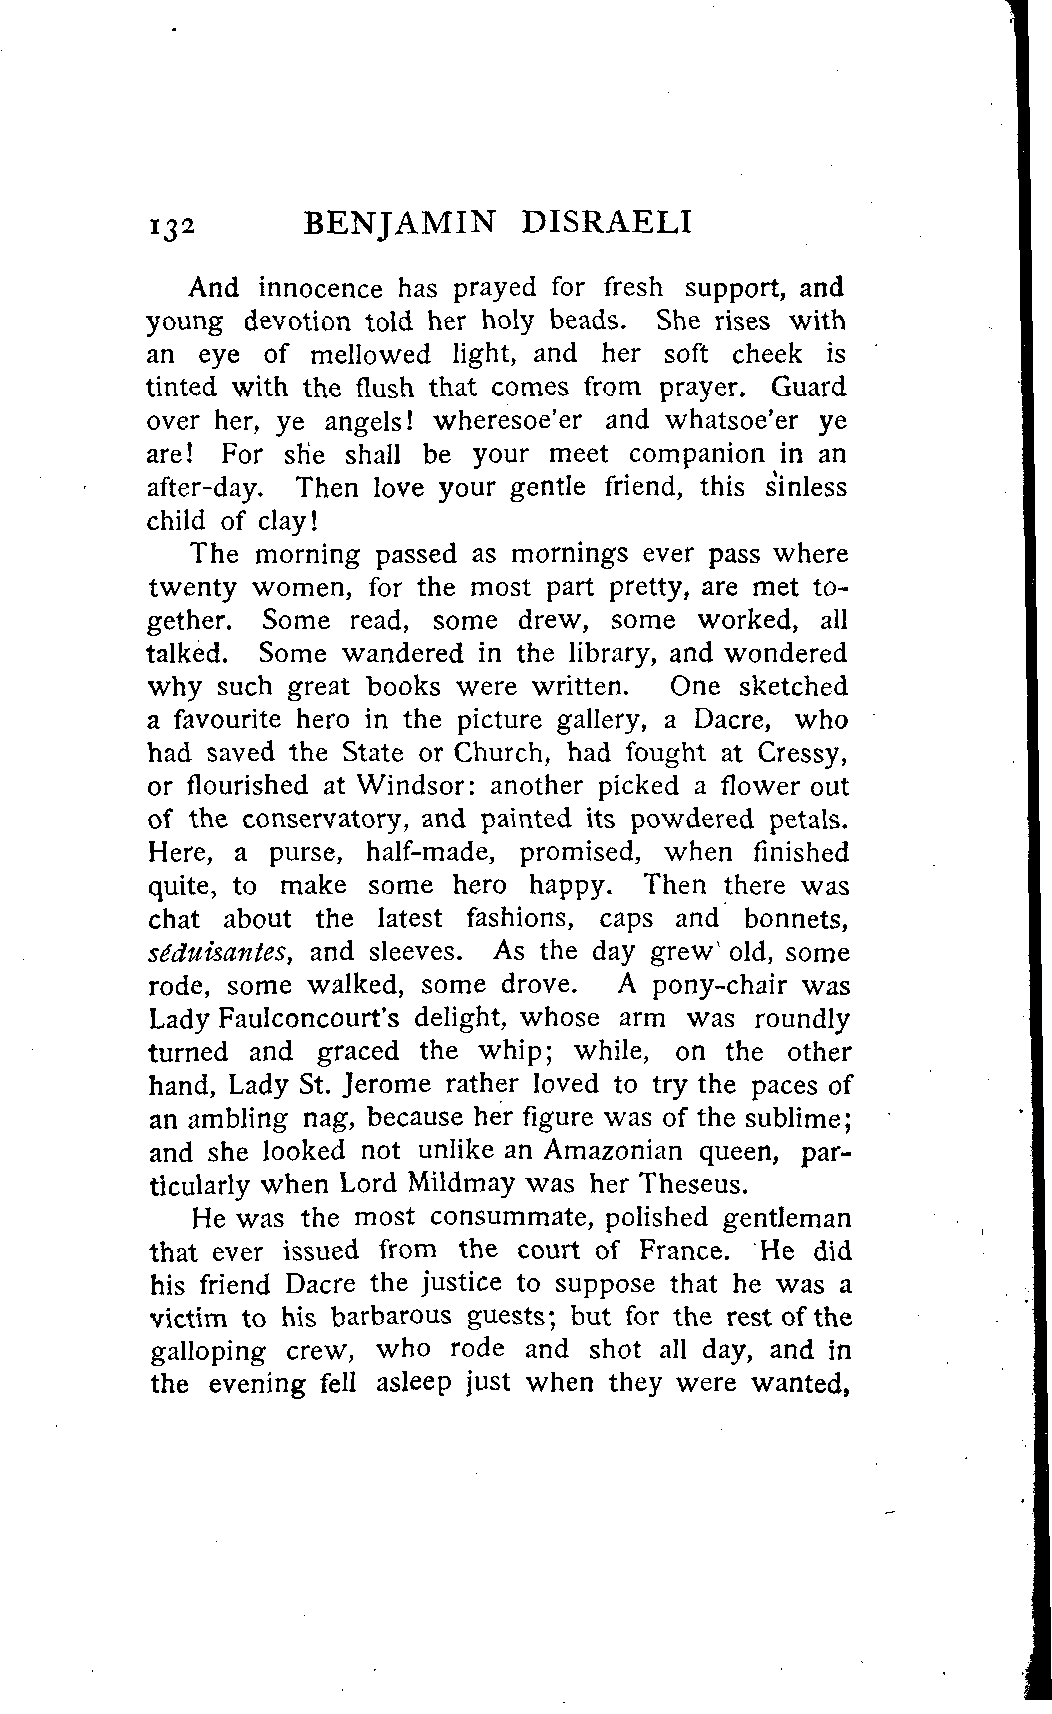 132 BENJAMIN DISRAELI
And innocence has prayed for fresh support, and
young devotion told her holy beads. She rises with
an eye of mellowed light, and her soft cheek is
tinted with the flush that comes from prayer. Guard
over her, ye angels! wheresoe'er and whatsoe'er ye
are! For she shall be your meet companion in an
after-day. Then love your gentle friend, this sinless
child of clay!
The morning passed as mornings ever pass where
twenty women, for the most part pretty, are met to-
gether. Some read, some drew, some worked, all
talked. Some wandered in the library, and wondered
why such great books were written. One sketched
a favourite hero in the picture gallery, a Dacre, who
had saved the State or Church, had fought at Cressy,
or flourished at Windsor: another picked a flower out
of the conservatory, and painted its powdered petals.
Here, a purse, half-made, promised, when finished
quite, to make some hero happy. Then there was
chat about the latest fashions, caps and bonnets,
séduisantes, and sleeves. As the day grew old, some
rode, some walked, some drove. A pony-chair was
Lady Faulconcourt's delight, whose arm was roundly
turned and graced the whip; while, on the other
hand, Lady St. Jerome rather loved to try the paces of
an ambling nag, because her figure was of the sublime;
and she looked not unlike an Amazonian queen, par-
ticularly when Lord Mildmay was her Theseus.
He was the most consummate, polished gentleman
that ever issued from the court of France. He did
his friend Dacre the justice to suppose that he was a
victim to his barbarous guests; but for the rest of the
galloping crew, who rode and shot all day, and in
the evening fell asleep just when they were wanted,